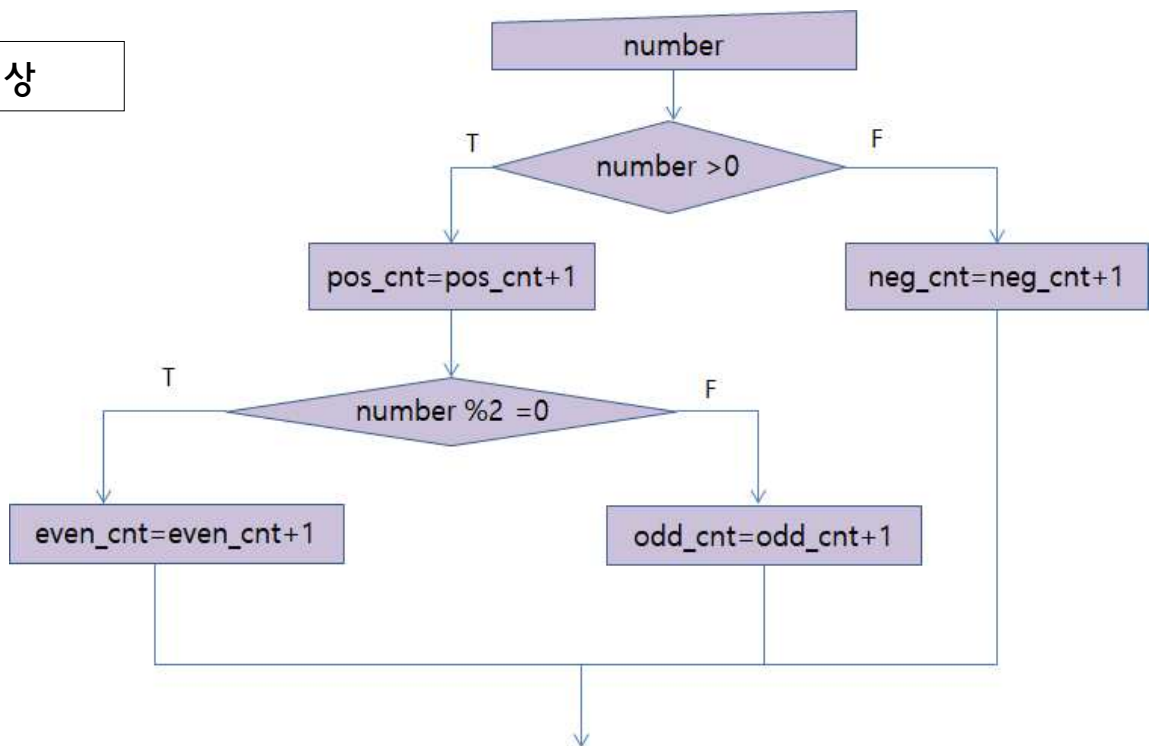 number
상
T
F
number >0
pos_cnt=pos_cnt+1
neg_cnt=neg_cnt+1
T
F
number %2 =0
even_cnt=even_cnt+1
odd_cnt=odd_cnt+1